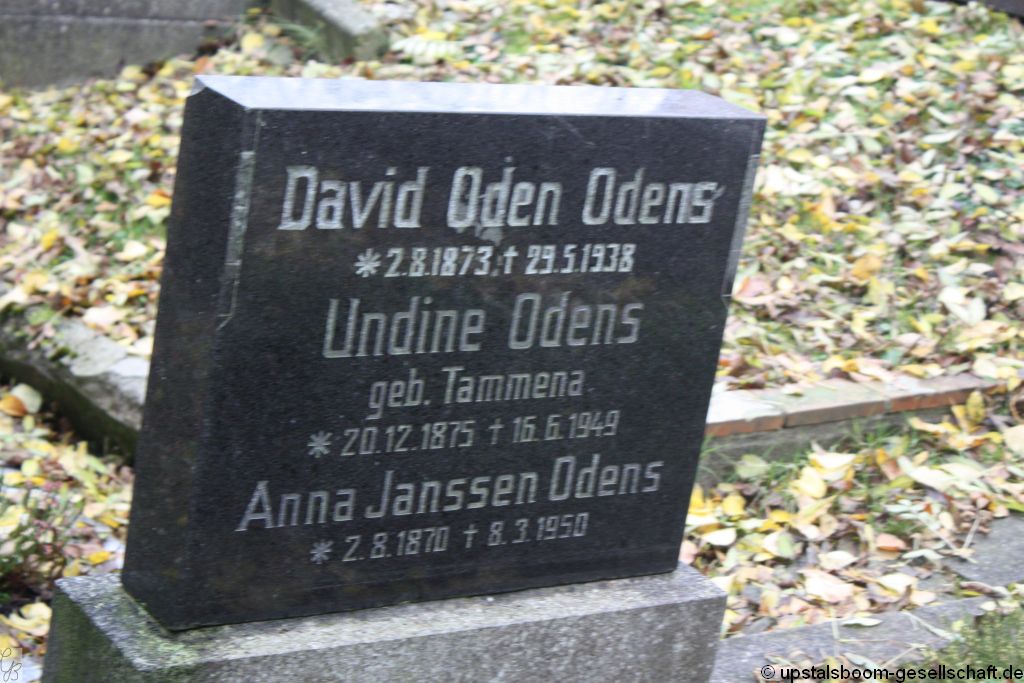 David Oden Odens
* 2.8.1873. † 29.5.1938
Undine Odens
geb. Tammena
* 20.12.1875 † 16.6.1949
Anna Janssen Odens
* 2.8.1870 † 8.3.1950
© upstalsboom-gesellschaft.de